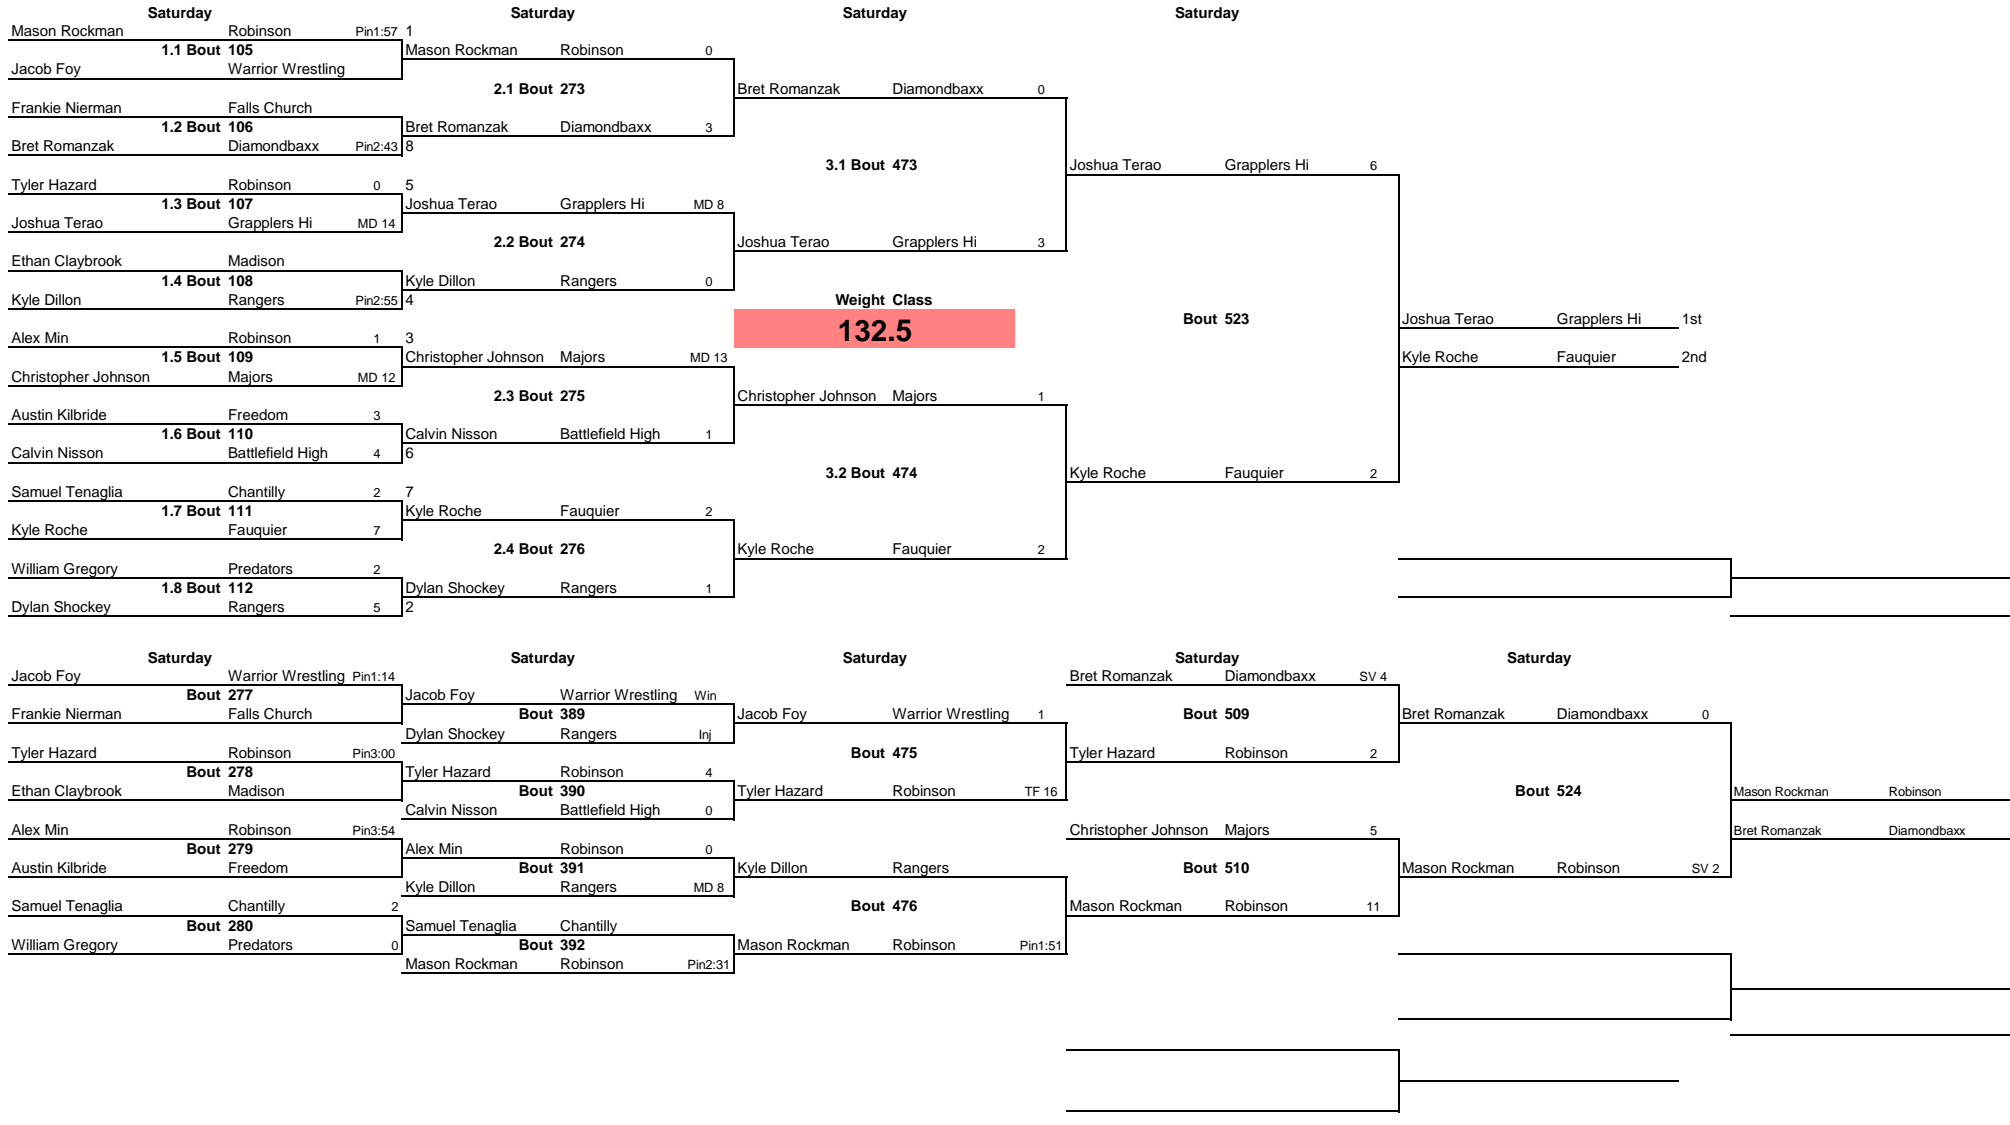 Saturday Saturday Saturday Saturday
Mason Rockman Robinson Pin1:57 1
1.1 Bout 105 Mason Rockman Robinson 0
Jacob Foy Warrior Wrestling
2.1 Bout 273 Bret Romanzak Diamondbaxx 0
Frankie Nierman Falls Church
1.2 Bout 106 Bret Romanzak Diamondbaxx 3
Bret Romanzak Diamondbaxx Pin2:43 8
3.1 Bout 473 Joshua Terao Grapplers Hi 6
Tyler Hazard Robinson 0 5
1.3 Bout 107 Joshua Terao Grapplers Hi MD 8
Joshua Terao Grapplers Hi MD 14
2.2 Bout 274 Joshua Terao Grapplers Hi 3
Ethan Claybrook Madison
1.4 Bout 108 Kyle Dillon Rangers 0
Kyle Dillon Rangers Pin2:55 4 Weight Class
132.5 Bout 523 Joshua Terao Grapplers Hi 1st
Alex Min Robinson 1 3
1.5 Bout 109 Christopher Johnson Majors MD 13 Kyle Roche Fauquier 2nd
Christopher Johnson Majors MD 12
2.3 Bout 275 Christopher Johnson Majors 1
Austin Kilbride Freedom 3
1.6 Bout 110 Calvin Nisson Battlefield High 1
Calvin Nisson Battlefield High 4 6
3.2 Bout 474 Kyle Roche Fauquier 2
Samuel Tenaglia Chantilly 2 7
1.7 Bout 111 Kyle Roche Fauquier 2
Kyle Roche Fauquier 7
2.4 Bout 276 Kyle Roche Fauquier 2
William Gregory Predators 2
1.8 Bout 112 Dylan Shockey Rangers 1
Dylan Shockey Rangers 5 2
Saturday Saturday Saturday Saturday Saturday
Jacob Foy Warrior Wrestling Pin1:14 Bret Romanzak Diamondbaxx SV 4
Bout 277 Jacob Foy Warrior Wrestling Win
Frankie Nierman Falls Church Bout 389 Jacob Foy Warrior Wrestling 1 Bout 509 Bret Romanzak Diamondbaxx 0
Dylan Shockey Rangers Inj
Tyler Hazard Robinson Pin3:00 Bout 475 Tyler Hazard Robinson 2
Bout 278 Tyler Hazard Robinson 4
Ethan Claybrook Madison Bout 390 Tyler Hazard Robinson TF 16 Bout 524 Mason Rockman Robinson
Calvin Nisson Battlefield High 0
Alex Min Robinson Pin3:54 Christopher Johnson Majors 5 Bret Romanzak Diamondbaxx
Bout 279 Alex Min Robinson 0
Austin Kilbride Freedom Bout 391 Kyle Dillon Rangers Bout 510 Mason Rockman Robinson SV 2
Kyle Dillon Rangers MD 8
Samuel Tenaglia Chantilly 2 Bout 476 Mason Rockman Robinson 11
Bout 280 Samuel Tenaglia Chantilly
William Gregory Predators 0 Bout 392 Mason Rockman Robinson Pin1:51
Mason Rockman Robinson Pin2:31